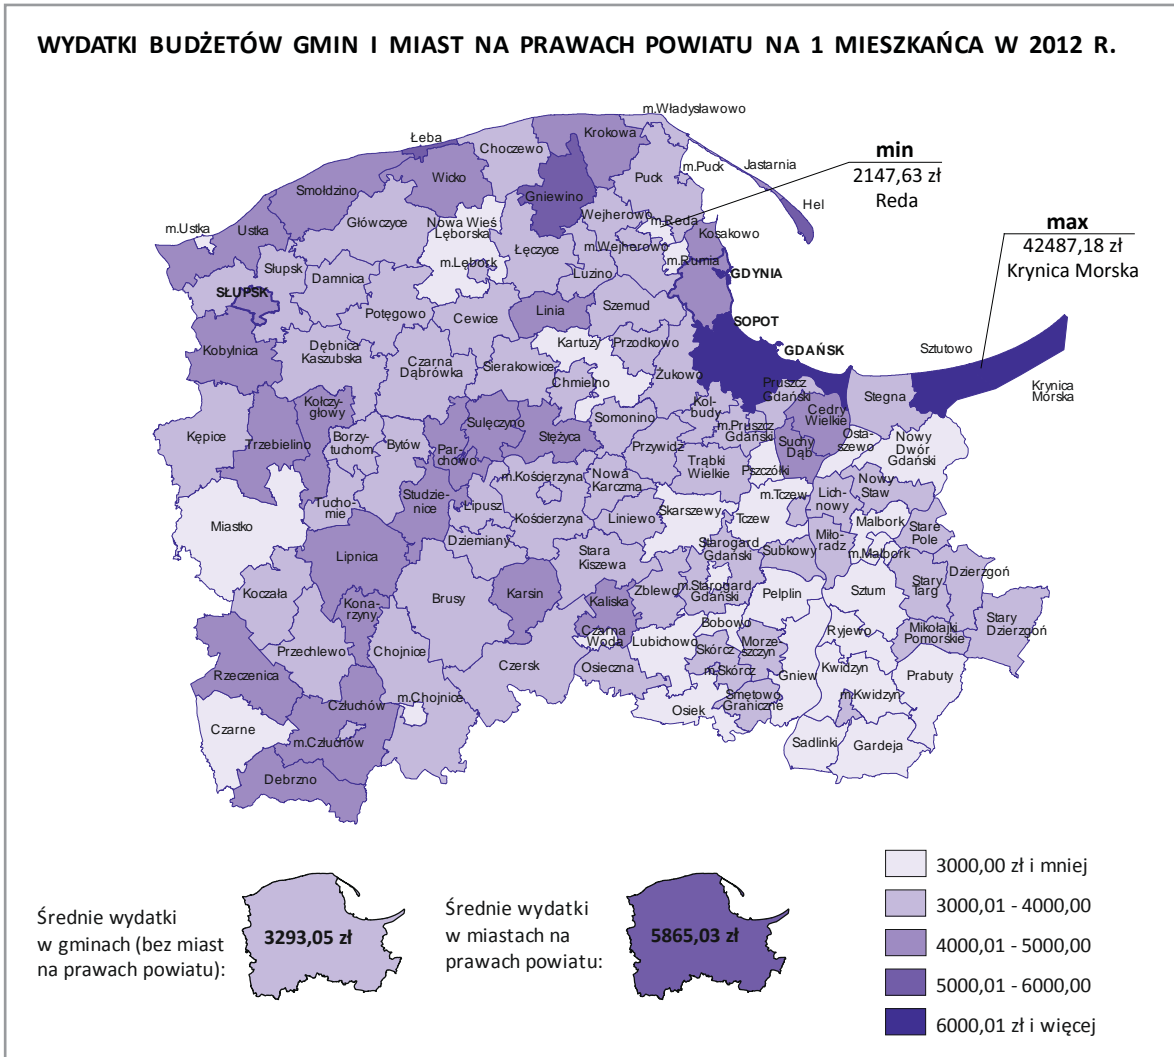 WYDATKI BUDŻETÓW GMIN I MIAST NA PRAWACH POWIATU NA 1 MIESZKAŃCA W 2012 R.
m.Władysławowo
Łeba
Choczewo
Krokowa
min
2147,63 zł
Reda
m.Puck
Jastarnia
Wicko
Puck
Smołdzino
Gniewino
Hel
max
42487,18 zł
Krynica Morska
Główczyce
Nowa Wieś
Lęborska
Wejherowo
m.Reda
m.Ustka
Ustka
Kosakowo
Łęczyce
m.Wejherowo
Słupsk
m.Lębork
m.Rumia
Damnica
Luzino
GDYNIA
SŁUPSK
Potęgowo
Cewice
Linia
Szemud
SOPOT
Kobylnica
Dębnica
Kaszubska
Kartuzy
Przodkowo
GDAŃSK
Sztutowo
Czarna
Dąbrówka
Sierakowice
Chmielno
Żukowo
Pruszcz
Gdański
Krynica
Morska
Stegna
Kołczy-
głowy
Kol-
budy
Cedry
Wielkie
Sulęczyno
Somonino
m.Pruszcz
Gdański
Kępice
Trzebielino
Borzy-
tuchom
Bytów
Stężyca
Osta-
szewo
Nowy
Dwór
Gdański
Par-
chowo
Przywidz
Suchy
Dąb
Trąbki
Wielkie
Pszczółki
m.Kościerzyna
Nowa
Karczma
Nowy
Staw
Tucho-
mie
Studzie-
nice
Lipusz
m.Tczew
Lich-
nowy
Miastko
Kościerzyna
Liniewo
Skarszewy
Tczew
Malbork
Stare
Pole
Dziemiany
Starogard
Gdański
Miło-
radz
Lipnica
Stara
Kiszewa
Subkowy
m.Malbork
Dzierzgoń
Koczała
Brusy
Karsin
Zblewo
m.Starogard
Gdański
Pelplin
Sztum
Stary
Targ
Kona-
rzyny
Kaliska
Bobowo
Stary
Dzierzgoń
Przechlewo
Chojnice
Czarna
Woda
Lubichowo
Morze-
szczyn
Ryjewo
Mikołajki
Pomorskie
Skórcz
Rzeczenica
Czersk
Osieczna
m.Skórcz
Gniew
Kwidzyn
Prabuty
m.Chojnice
Człuchów
Smętowo
Graniczne
m.Kwidzyn
Osiek
Czarne
m.Człuchów
Sadlinki
Gardeja
Debrzno
Średnie wydatki
w gminach (bez miast
na prawach powiatu):
3293,05 zł
Średnie wydatki
w miastach na
prawach powiatu:
5865,03 zł
3000,00 zł i mniej
3000,01 - 4000,00
4000,01 - 5000,00
5000,01 - 6000,00
6000,01 zł i więcej